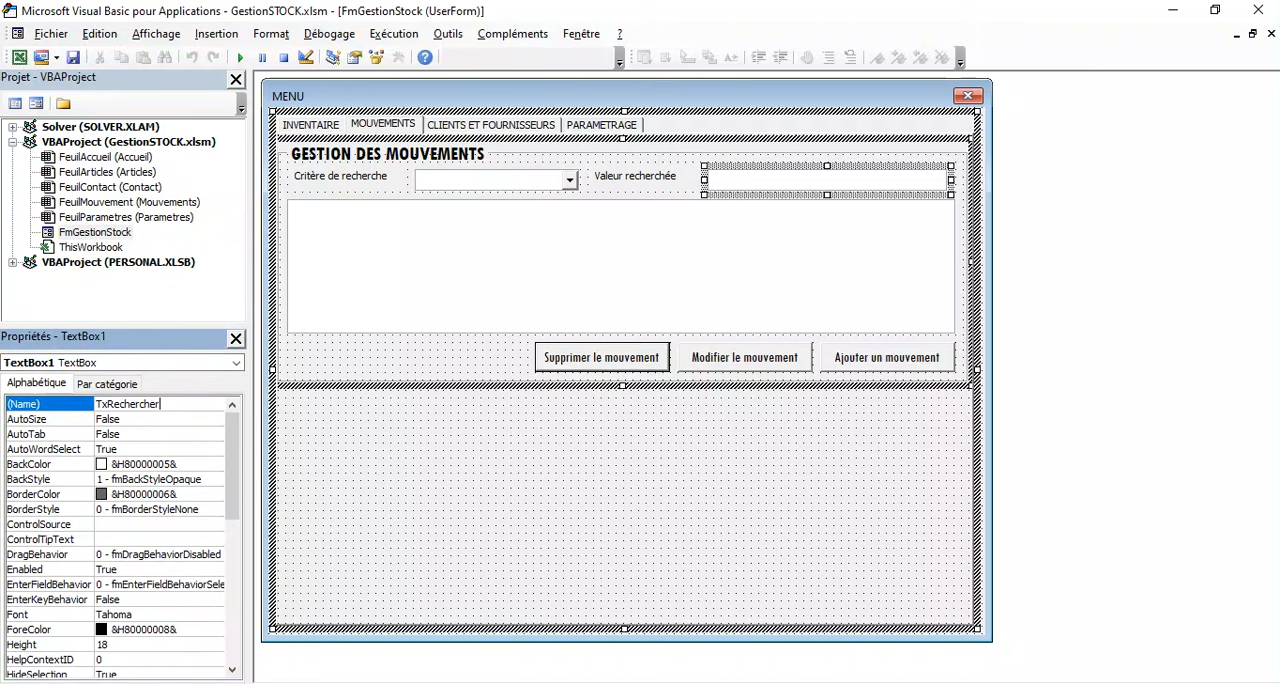 Microsoft Visual Basic pour Applications - GestionSTOCK.xlsm - [FmGestionStock (UserForm)]
Fichier Edition Affichage Insertion Format Débogage Exécution Outils Compléments Fenêtre ?
Projet - VBAProject
Solver (SOLVER.XLAM)
VBAProject (GestionSTOCK.xlsm)
FeuilAccueil (Accueil)
FeuilArticles (Articles)
FeuilContact (Contact)
FeuilMouvement (Mouvements)
FeuilParametres (Parametres)
FmGestionStock
ThisWorkbook
VBAProject (PERSONAL.XLSB)
Propriétés - TextBox1
TextBox1 TextBox
Alphabétique Par catégorie
(Name) TxRechercher
AutoSize False
AutoTab False
AutoWordSelect True
BackColor &H80000005&
BackStyle 1 - fmBackStyleOpaque
BorderColor &H80000006&
BorderStyle 0 - fmBorderStyleNone
ControlSource
ControlTipText
DragBehavior 0 - fmDragBehaviorDisabled
Enabled True
EnterFieldBehavior 0 - fmEnterFieldBehaviorSele
EnterKeyBehavior False
Font Tahoma
ForeColor &H80000008&
Height 18
HelpContextID 0
HideSelection True
MENU
INVENTAIRE MOUVEMENTS CLIENTS ET FOURNISSEURS PARAMETRAGE
GESTION DES MOUVEMENTS
Critère de recherche Valeur recherchée
Supprimer le mouvement Modifier le mouvement Ajouter un mouvement